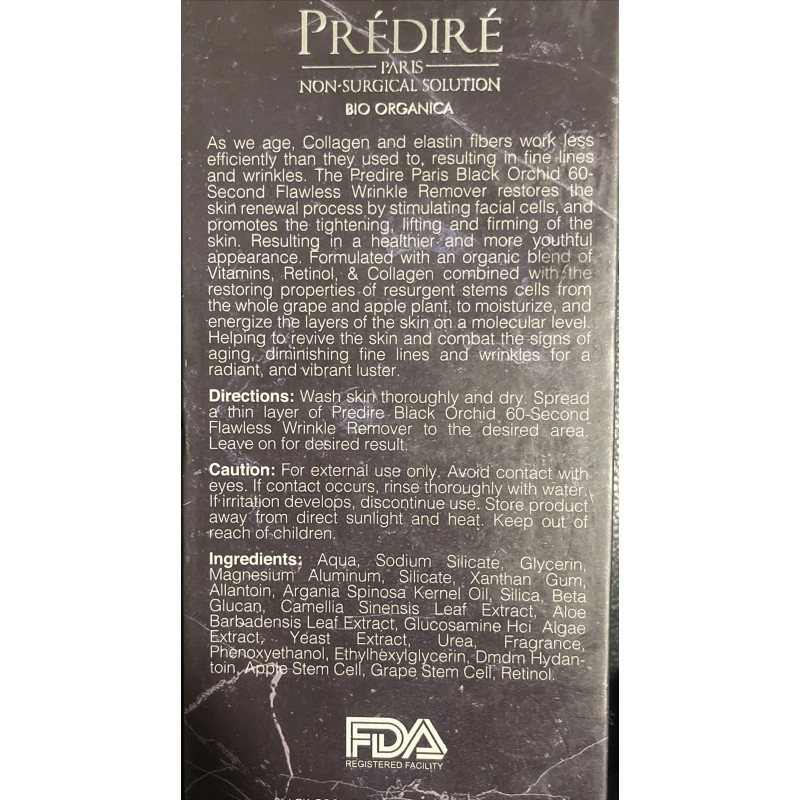 PRÉDIRÉ
PARIS
NON-SURGICAL SOLUTION
BIO ORGANICA
As we age, Collagen and elastin fibers work less
efficiently than they used to, resulting in fine lines
and wrinkles. The Predire Paris Black Orchid 60-
Second Flawless Wrinkle Remover restores the
skin renewal process by stimulating facial cells, and
promotes the tightening, lifting and firming of the
skin. Resulting in a healthier and more youthful
appearance. Formulated with an organic blend of
Vitamins, Retinol, & Collagen combined with the
restoring properties of resurgent stems cells from
the whole grape and apple plant, to moisturize, and
energize the layers of the skin on a molecular level.
Helping to revive the skin and combat the signs of
aging, diminishing fine lines and wrinkles for a
radiant, and vibrant luster.
Directions: Wash skin thoroughly and dry. Spread
a thin layer of Predire Black Orchid 60-Second
Flawless Wrinkle Remover to the desired area.
Leave on for desired result.
Caution: For external use only. Avoid contact with
eyes. If contact occurs, rinse thoroughly with water.
If irritation develops, discontinue use. Store product
away from direct sunlight and heat. Keep out of
reach of children.
Ingredients: Aqua, Sodium Silicate, Glycerin,
Magnesium Aluminum, Silicate, Xanthan Gum,
Allantoin, Argania Spinosa Kernel Oil, Silica, Beta
Glucan, Camellia Sinensis Leaf Extract, Aloe
Barbadensis Leaf Extract, Glucosamine Hci Algae
Extract, Yeast Extract, Urea, Fragrance,
Phenoxyethanol, Ethylhexylglycerin, Dmdm Hydan-
toin, Apple Stem Cell, Grape Stem Cell, Retinol.
FDA
REGISTERED FACILITY